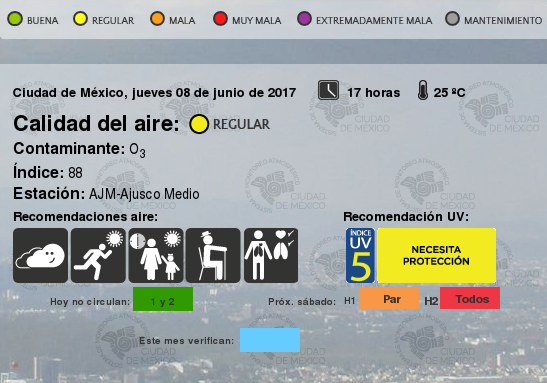 BUENA REGULAR MALA MUY MALA EXTREMADAMENTE MALA MANTENIMIENTO
Ciudad de México, jueves 08 de junio de 2017 17 horas 25 ºC
Calidad del aire: REGULAR
Contaminante: O3
Índice: 88
Estación: AJM-Ajusco Medio
Recomendaciones aire: Recomendación UV:
ÍNDICE UV 5 NECESITA PROTECCIÓN
Hoy no circulan: 1 y 2 Próx. sábado: H1 Par H2 Todos
Este mes verifican:
CIUDAD DE MÉXICO